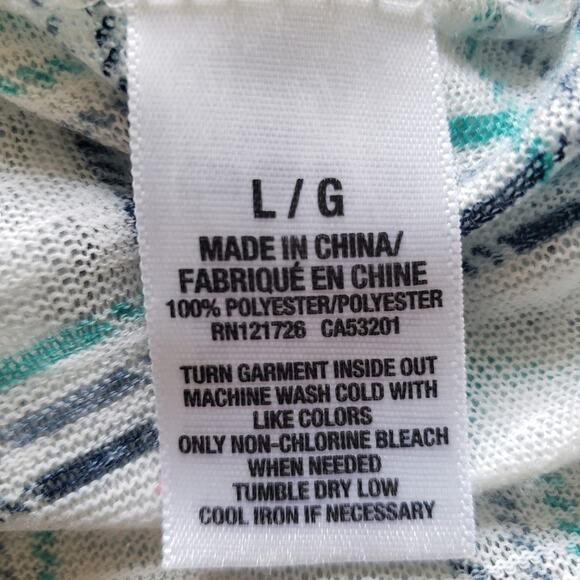 L / G
MADE IN CHINA/
FABRIQUÉ EN CHINE
100% POLYESTER/POLYESTER
RN121726 CA53201
TURN GARMENT INSIDE OUT
MACHINE WASH COLD WITH
LIKE COLORS
ONLY NON-CHLORINE BLEACH
WHEN NEEDED
TUMBLE DRY LOW
COOL IRON IF NECESSARY